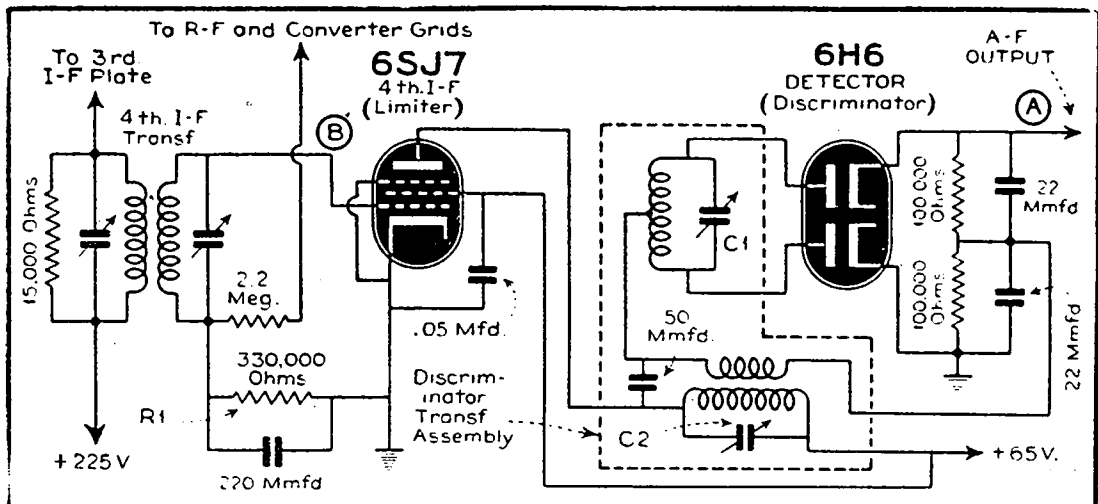 To R-F and Converter Grids
To 3rd.
I-F Plate
6SJ7
4th. I-F
(Limiter)
6H6
DETECTOR
(Discriminator)
A-F
OUTPUT
A
B
4th. I-F
Transf
15,000 Ohms
2.2
Meg.
.05 Mfd.
C1
100,000
Ohms
22
Mmfd
100,000
Ohms
22 Mmfd
50
Mmfd.
330,000
Ohms
R1
Discrim-
inator
Transf
Assembly
C2
220 Mmfd
+225 V
+65V.